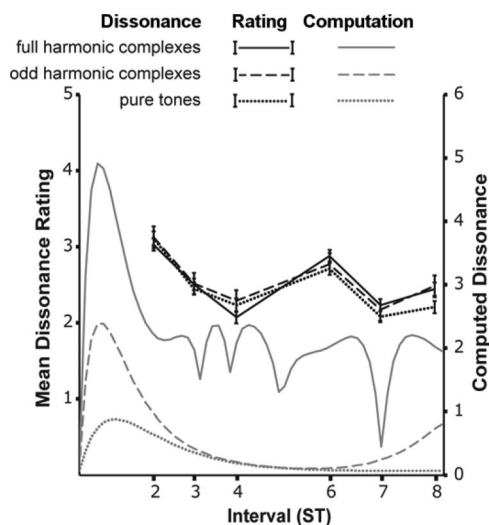 Dissonance Rating Computation
full harmonic complexes
odd harmonic complexes
pure tones
Mean Dissonance Rating
5
4
3
2
1
6
5
4
3
2
1
0
Computed Dissonance
2 3 4 6 7 8
Interval (ST)